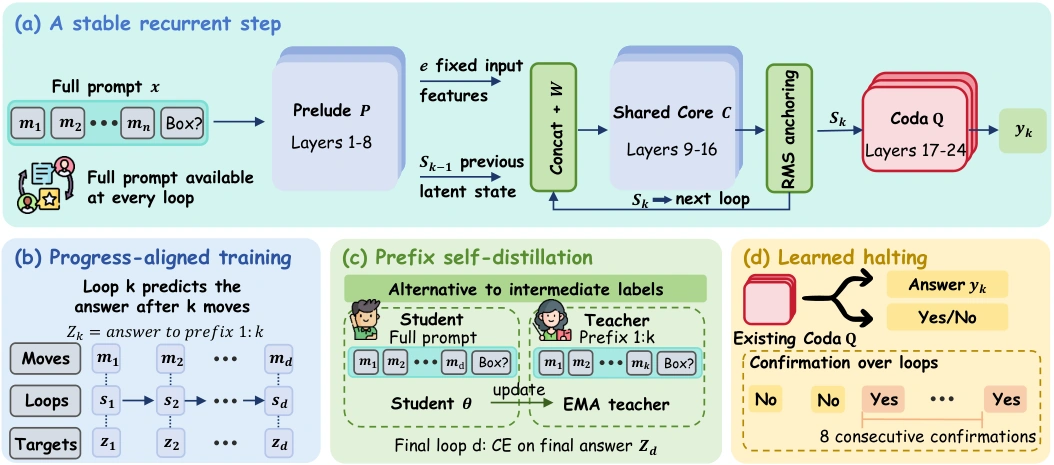 (a) A stable recurrent step
Full prompt x
m₁ m₂ ••• mₙ Box?
Full prompt available
at every loop
Prelude P
Layers 1-8
e fixed input
features
Sₖ₋₁ previous
latent state
Concat + W
Shared Core C
Layers 9-16
RMS anchoring
Sₖ ➡ next loop
Sₖ
Coda Q
Layers 17-24
yₖ
(b) Progress-aligned training
Loop k predicts the
answer after k moves
Zₖ = answer to prefix 1:k
Moves m₁ m₂ ••• m_d
Loops s₁ s₂ ••• s_d
Targets z₁ z₂ ••• z_d
(c) Prefix self-distillation
Alternative to intermediate labels
Student
Full prompt
m₁ m₂ ••• m_d Box?
Student θ
Teacher
Prefix 1:k
m₁ m₂ ••• mₖ Box?
update
EMA teacher
Final loop d: CE on final answer Z_d
(d) Learned halting
Existing Coda Q
Answer yₖ
Yes/No
Confirmation over loops
No No Yes ••• Yes
8 consecutive confirmations